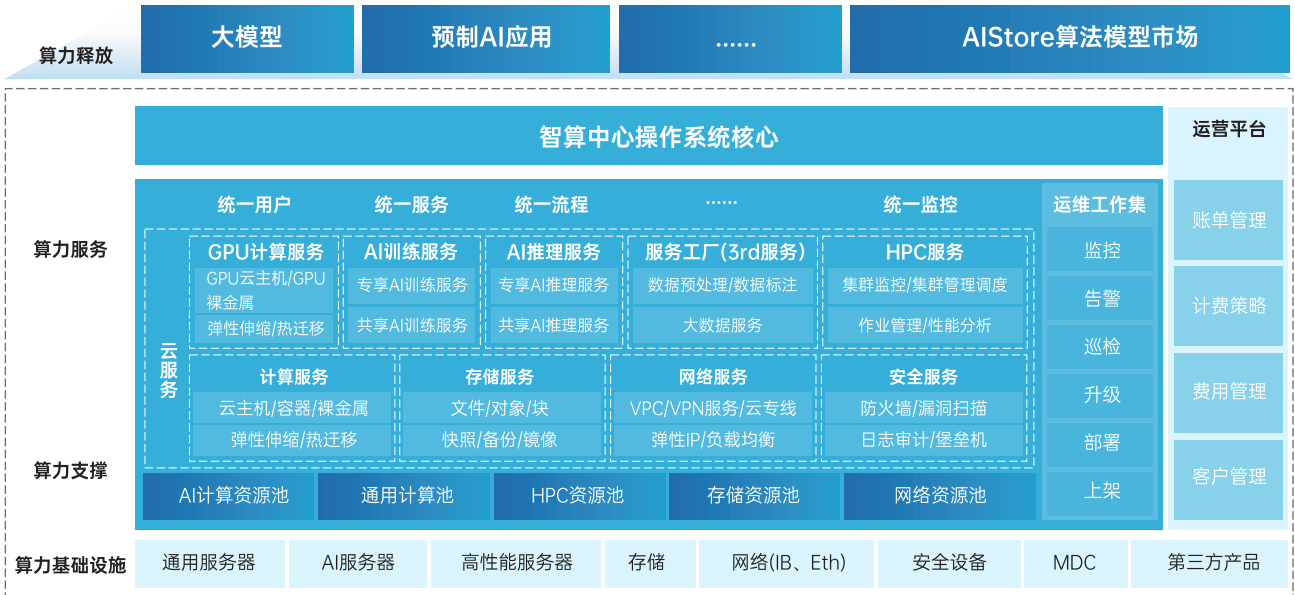 算力释放
大模型
预制AI应用
......
AIStore算法模型市场
智算中心操作系统核心
运营平台
账单管理
计费策略
费用管理
客户管理
算力服务
统一用户
统一服务
统一流程
......
统一监控
运维工作集
监控
告警
巡检
升级
部署
上架
云服务
GPU计算服务
GPU云主机/GPU
裸金属
弹性伸缩/热迁移
AI训练服务
专享AI训练服务
共享AI训练服务
AI推理服务
专享AI推理服务
共享AI推理服务
服务工厂(3rd服务)
数据预处理/数据标注
大数据服务
HPC服务
集群监控/集群管理调度
作业管理/性能分析
计算服务
云主机/容器/裸金属
弹性伸缩/热迁移
存储服务
文件/对象/块
快照/备份/镜像
网络服务
VPC/VPN服务/云专线
弹性IP/负载均衡
安全服务
防火墙/漏洞扫描
日志审计/堡垒机
算力支撑
AI计算资源池
通用计算池
HPC资源池
存储资源池
网络资源池
算力基础设施
通用服务器
AI服务器
高性能服务器
存储
网络(IB、Eth)
安全设备
MDC
第三方产品